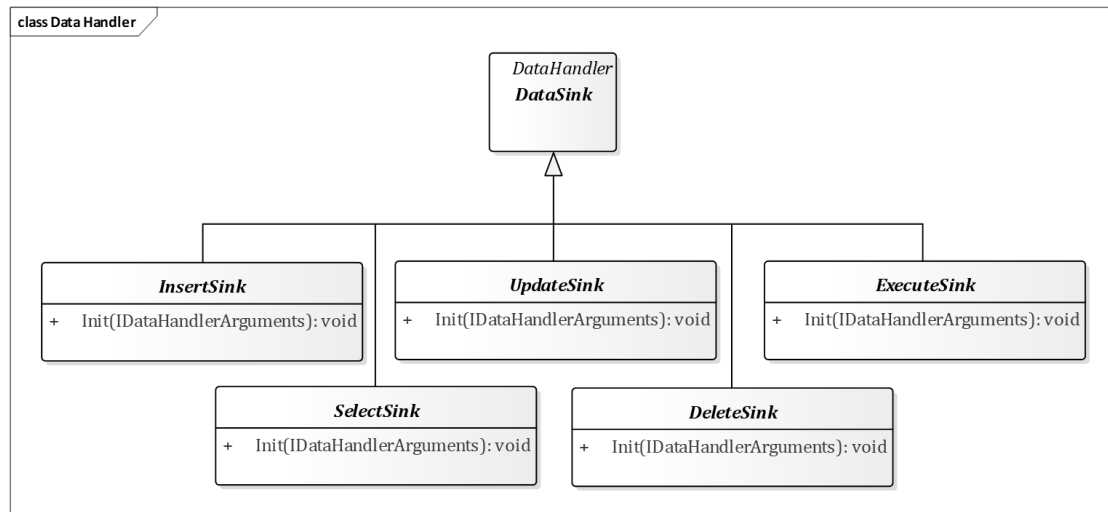 class Data Handler
DataHandler
DataSink
InsertSink
+ Init(IDataHandlerArguments): void
UpdateSink
+ Init(IDataHandlerArguments): void
ExecuteSink
+ Init(IDataHandlerArguments): void
SelectSink
+ Init(IDataHandlerArguments): void
DeleteSink
+ Init(IDataHandlerArguments): void